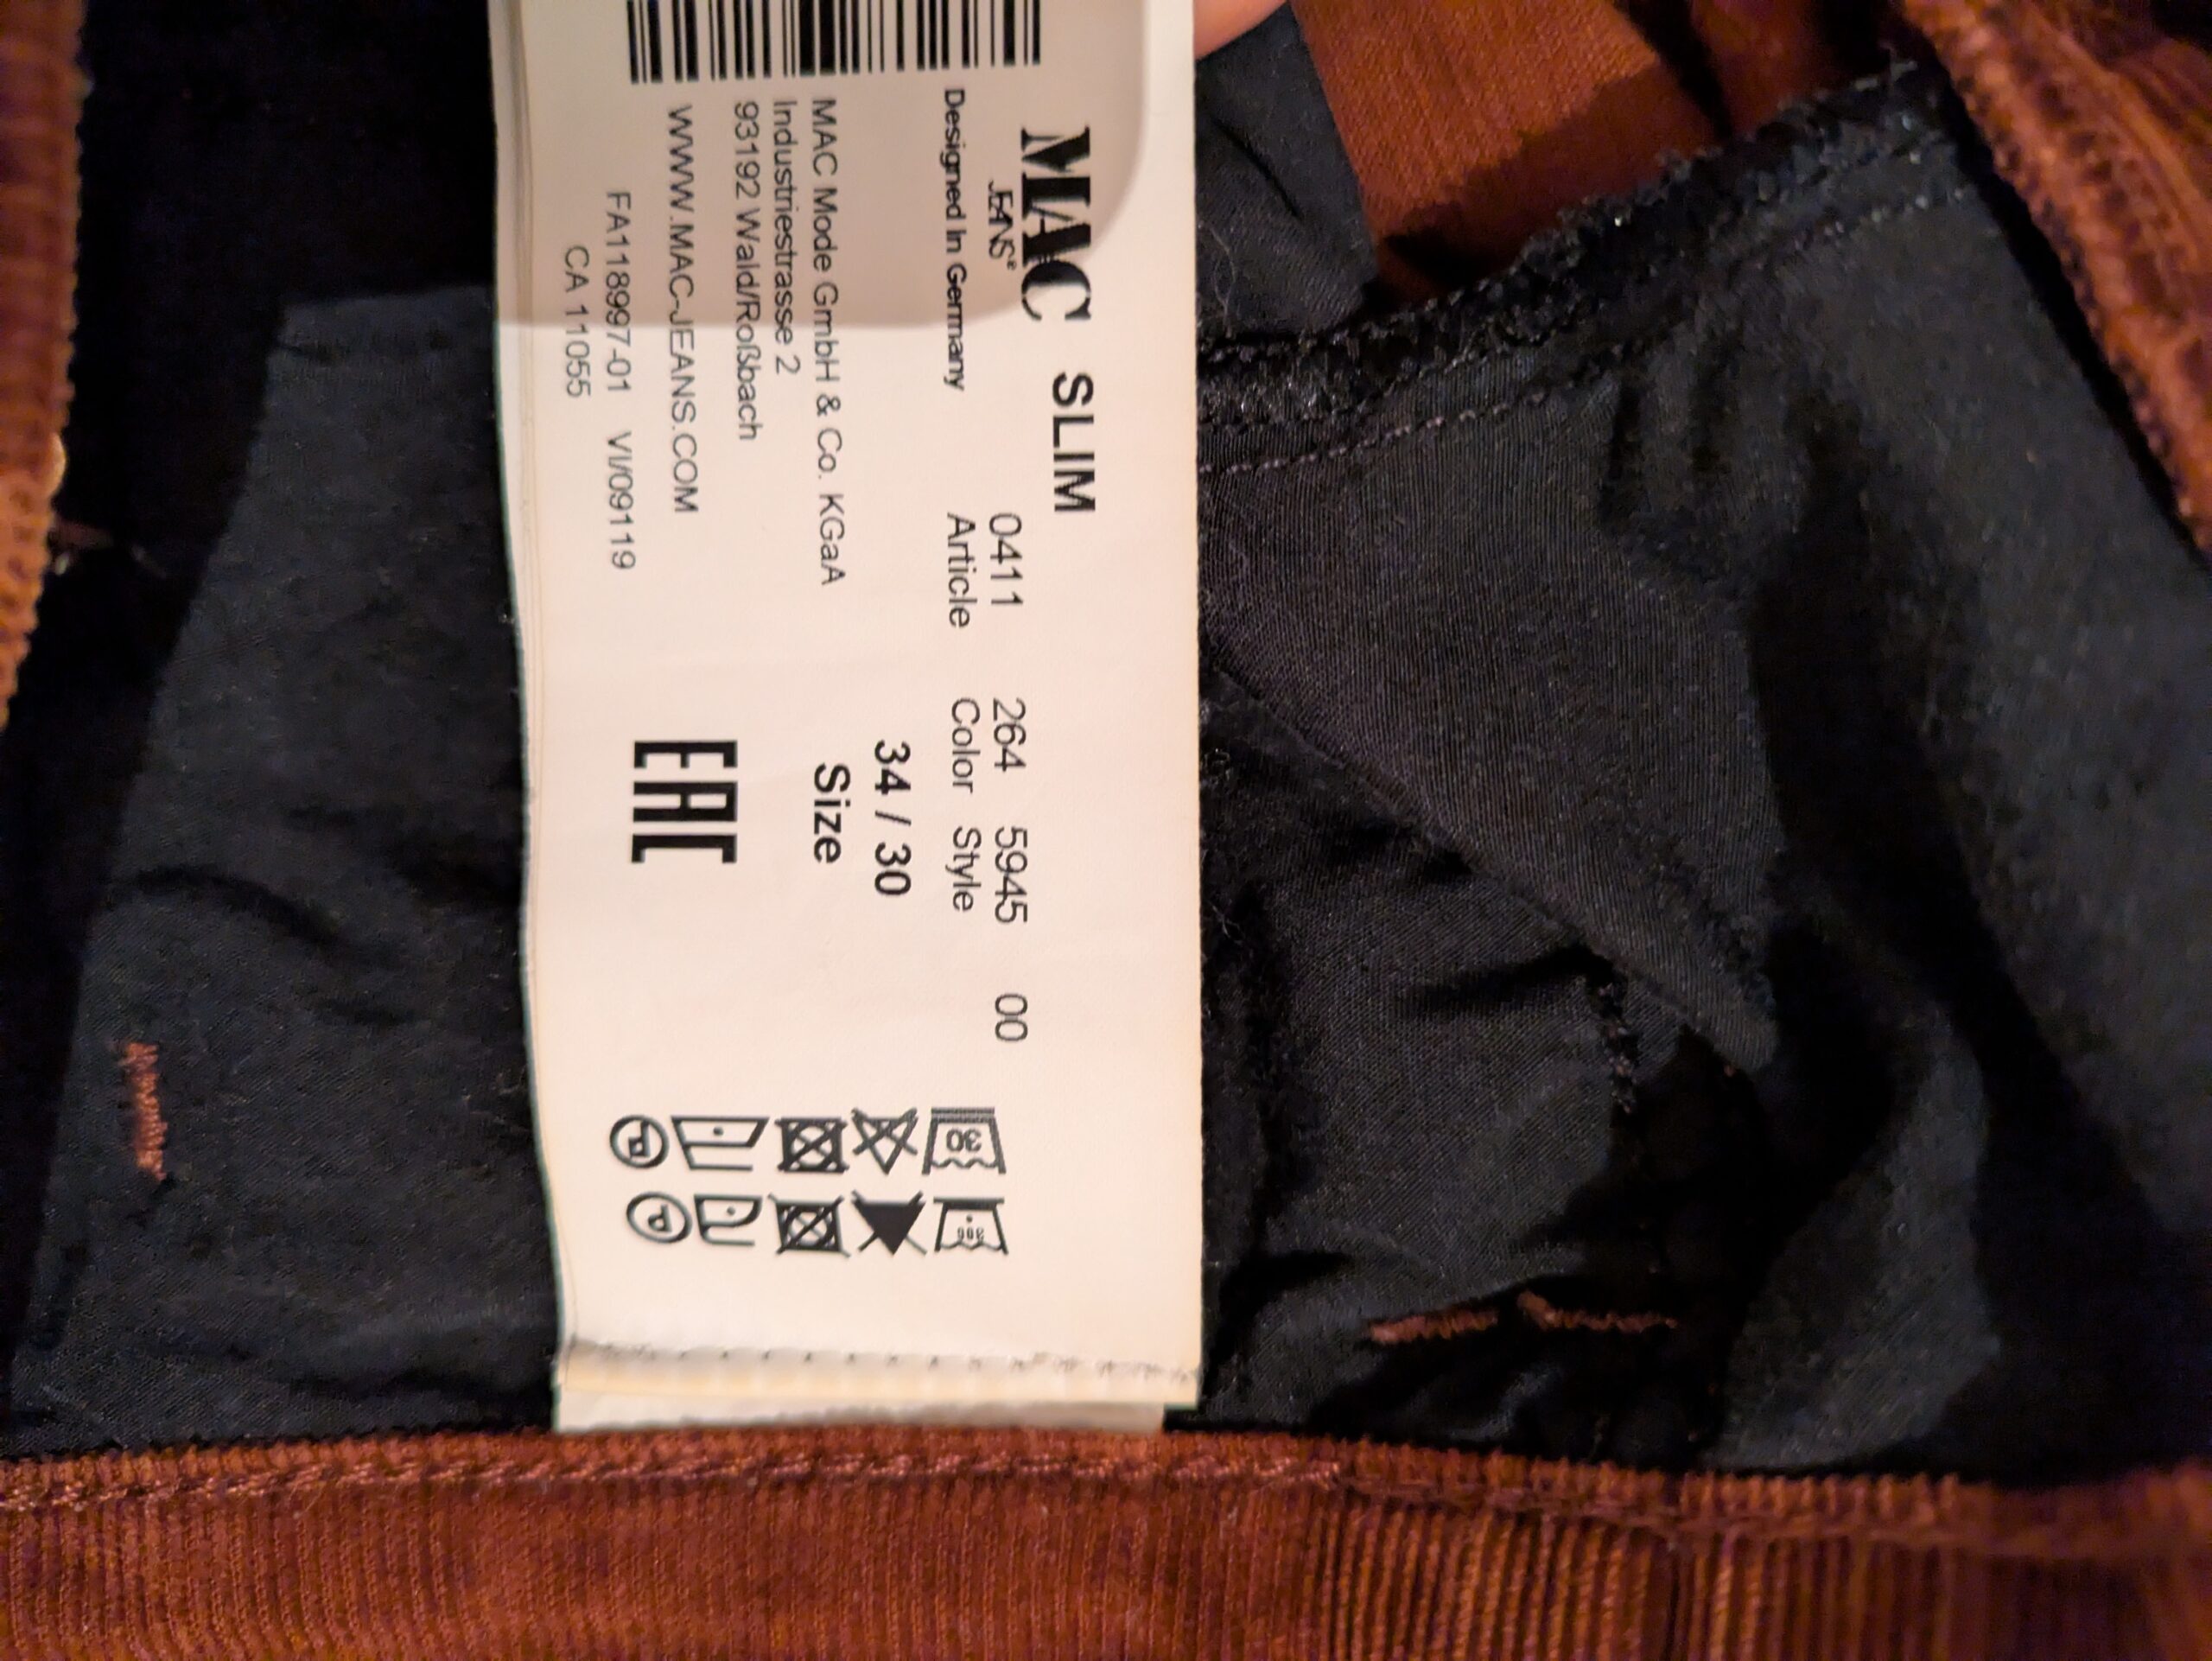 MAC SLIM
JEANS®
0411 264 5945 00
Designed In Germany
Article Color Style
34 / 30
Size
MAC Mode GmbH & Co. KGaA
Industriestrasse 2
93192 Wald/Roßbach
WWW.MAC-JEANS.COM
FA118997-01 VI/09119
CA 11055
EAC
30
P
P